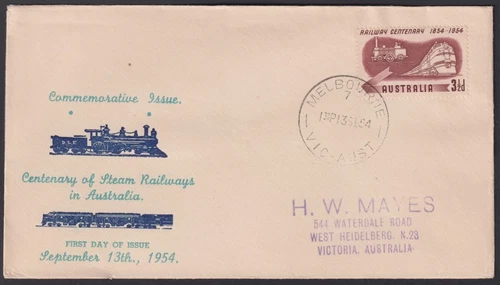 Commemorative Issue.
Centenary of Steam Railways
in Australia.
FIRST DAY OF ISSUE
September 13th., 1954.
RAILWAY CENTENARY 1854-1954
AUSTRALIA 3½d
MELBOURNE
7
VIC-AUST
H. W. MAYES
544 WATERDALE ROAD
WEST HEIDELBERG. N.23
VICTORIA, AUSTRALIA